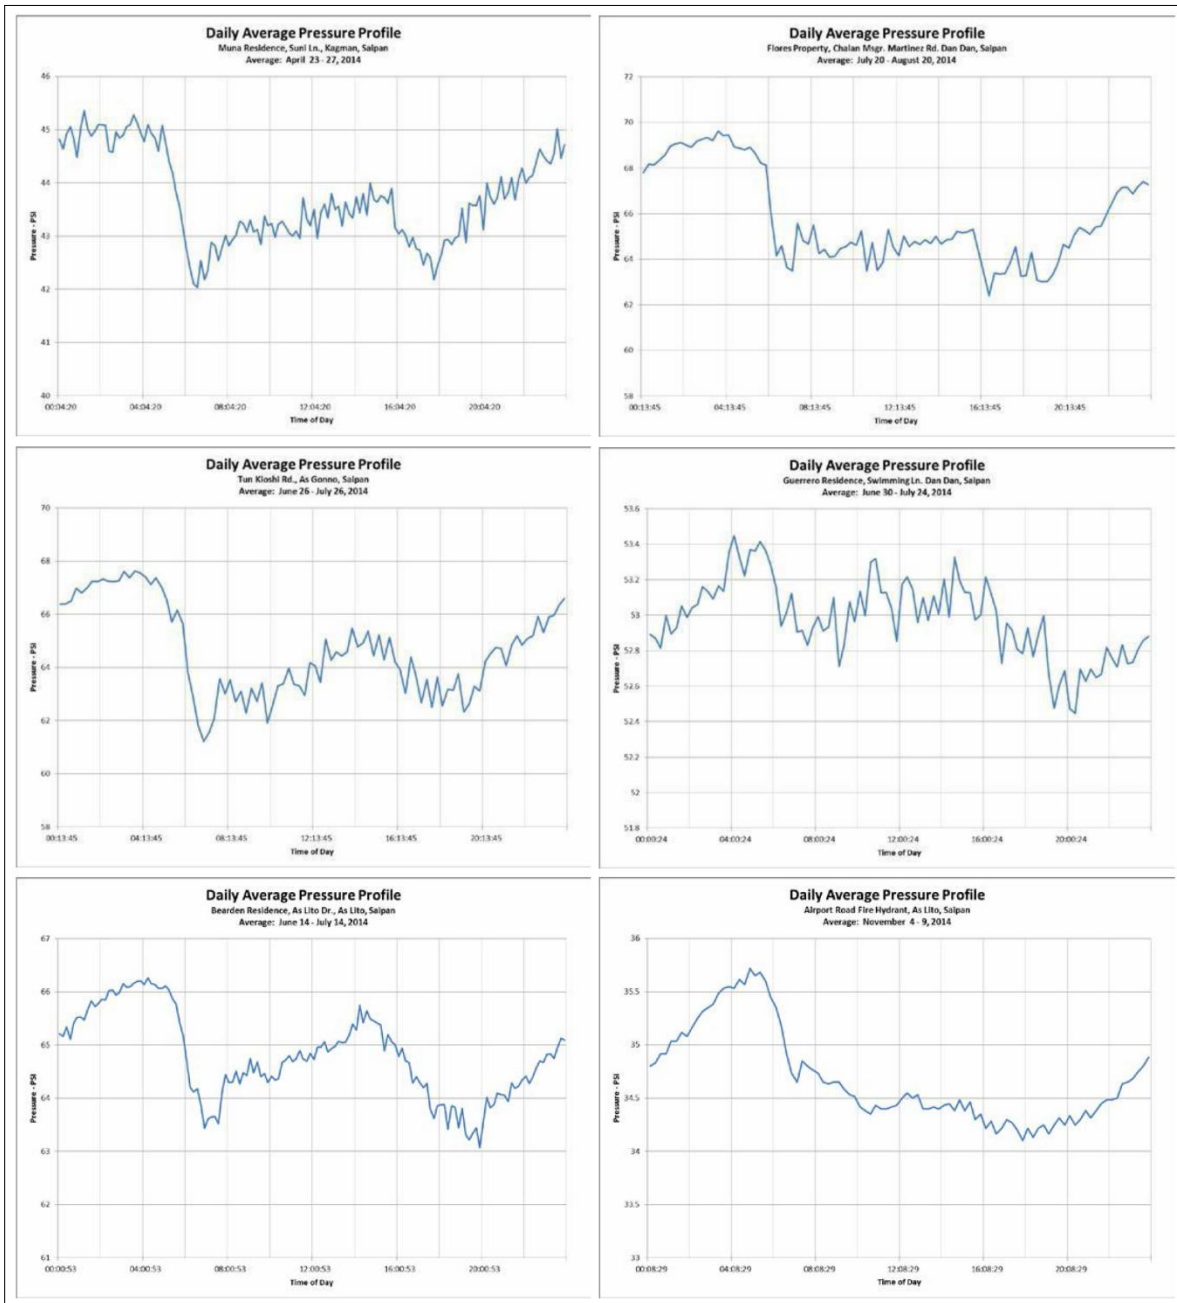 Daily Average Pressure Profile
Muna Residence, Suni Ln., Kagman, Saipan
Average: April 23 - 27, 2014
46
45
44
43
42
41
40
Pressure - PSI
00:04:20 04:04:20 08:04:20 12:04:20 16:04:20 20:04:20
Time of Day
Daily Average Pressure Profile
Flores Property, Chalan Msgr. Martinez Rd. Dan Dan, Saipan
Average: July 20 - August 20, 2014
72
70
68
66
64
62
60
58
Pressure - PSI
00:13:45 04:13:45 08:13:45 12:13:45 16:13:45 20:13:45
Time of Day
Daily Average Pressure Profile
Tun Kioshi Rd., As Gonno, Saipan
Average: June 26 - July 26, 2014
70
68
66
64
62
60
58
Pressure - PSI
00:13:45 04:13:45 08:13:45 12:13:45 16:13:45 20:13:45
Time of Day
Daily Average Pressure Profile
Guerrero Residence, Swimming Ln. Dan Dan, Saipan
Average: June 30 - July 24, 2014
53.6
53.4
53.2
53
52.8
52.6
52.4
52.2
52
51.8
Pressure - PSI
00:00:24 04:00:24 08:00:24 12:00:24 16:00:24 20:00:24
Time of Day
Daily Average Pressure Profile
Bearden Residence, As Lito Dr., As Lito, Saipan
Average: June 14 - July 14, 2014
67
66
65
64
63
62
61
Pressure - PSI
00:00:53 04:00:53 08:00:53 12:00:53 16:00:53 20:00:53
Time of Day
Daily Average Pressure Profile
Airport Road Fire Hydrant, As Lito, Saipan
Average: November 4 - 9, 2014
36
35.5
35
34.5
34
33.5
33
Pressure - PSI
00:08:29 04:08:29 08:08:29 12:08:29 16:08:29 20:08:29
Time of Day